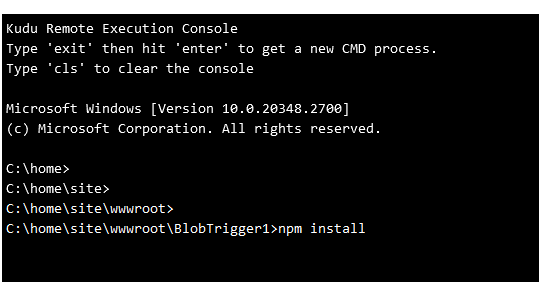 Kudu Remote Execution Console
Type 'exit' then hit 'enter' to get a new CMD process.
Type 'cls' to clear the console
Microsoft Windows [Version 10.0.20348.2700]
(c) Microsoft Corporation. All rights reserved.
C:\home>
C:\home\site>
C:\home\site\wwwroot>
C:\home\site\wwwroot\BlobTrigger1>npm install